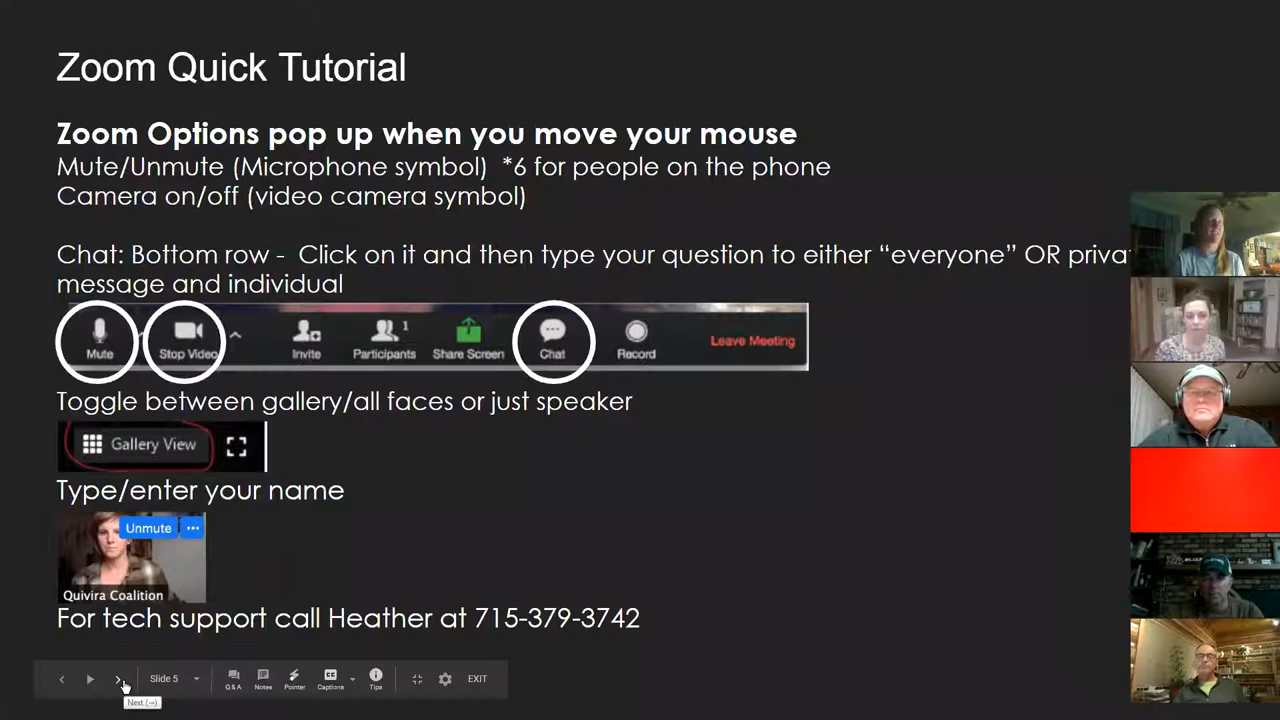 Zoom Quick Tutorial
Zoom Options pop up when you move your mouse
Mute/Unmute (Microphone symbol)  *6 for people on the phone
Camera on/off (video camera symbol)
Chat: Bottom row -  Click on it and then type your question to either “everyone” OR
message and individual
Mute Stop Video Invite Participants 1 Share Screen Chat Record Leave Meeting
Toggle between gallery/all faces or just speaker
Gallery View
Type/enter your name
Unmute ...
Quivira Coalition
For tech support call Heather at 715-379-3742
Slide 5 Q&A Notes Pointer Captions Tips EXIT
Next (→)